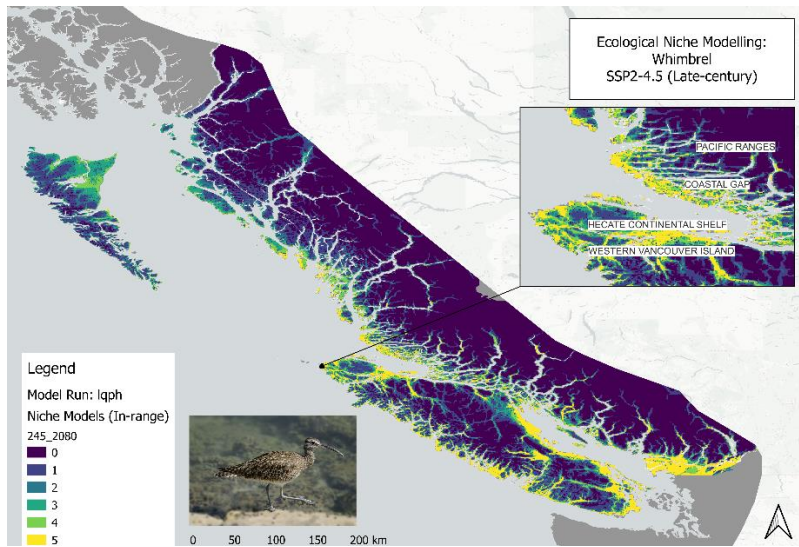 Ecological Niche Modelling:
Whimbrel
SSP2-4.5 (Late-century)
PACIFIC RANGES
COASTAL GAP
HECATE CONTINENTAL SHELF
WESTERN VANCOUVER ISLAND
Legend
Model Run: lqph
Niche Models (In-range)
245_2080
0
1
2
3
4
5
0 50 100 150 200 km